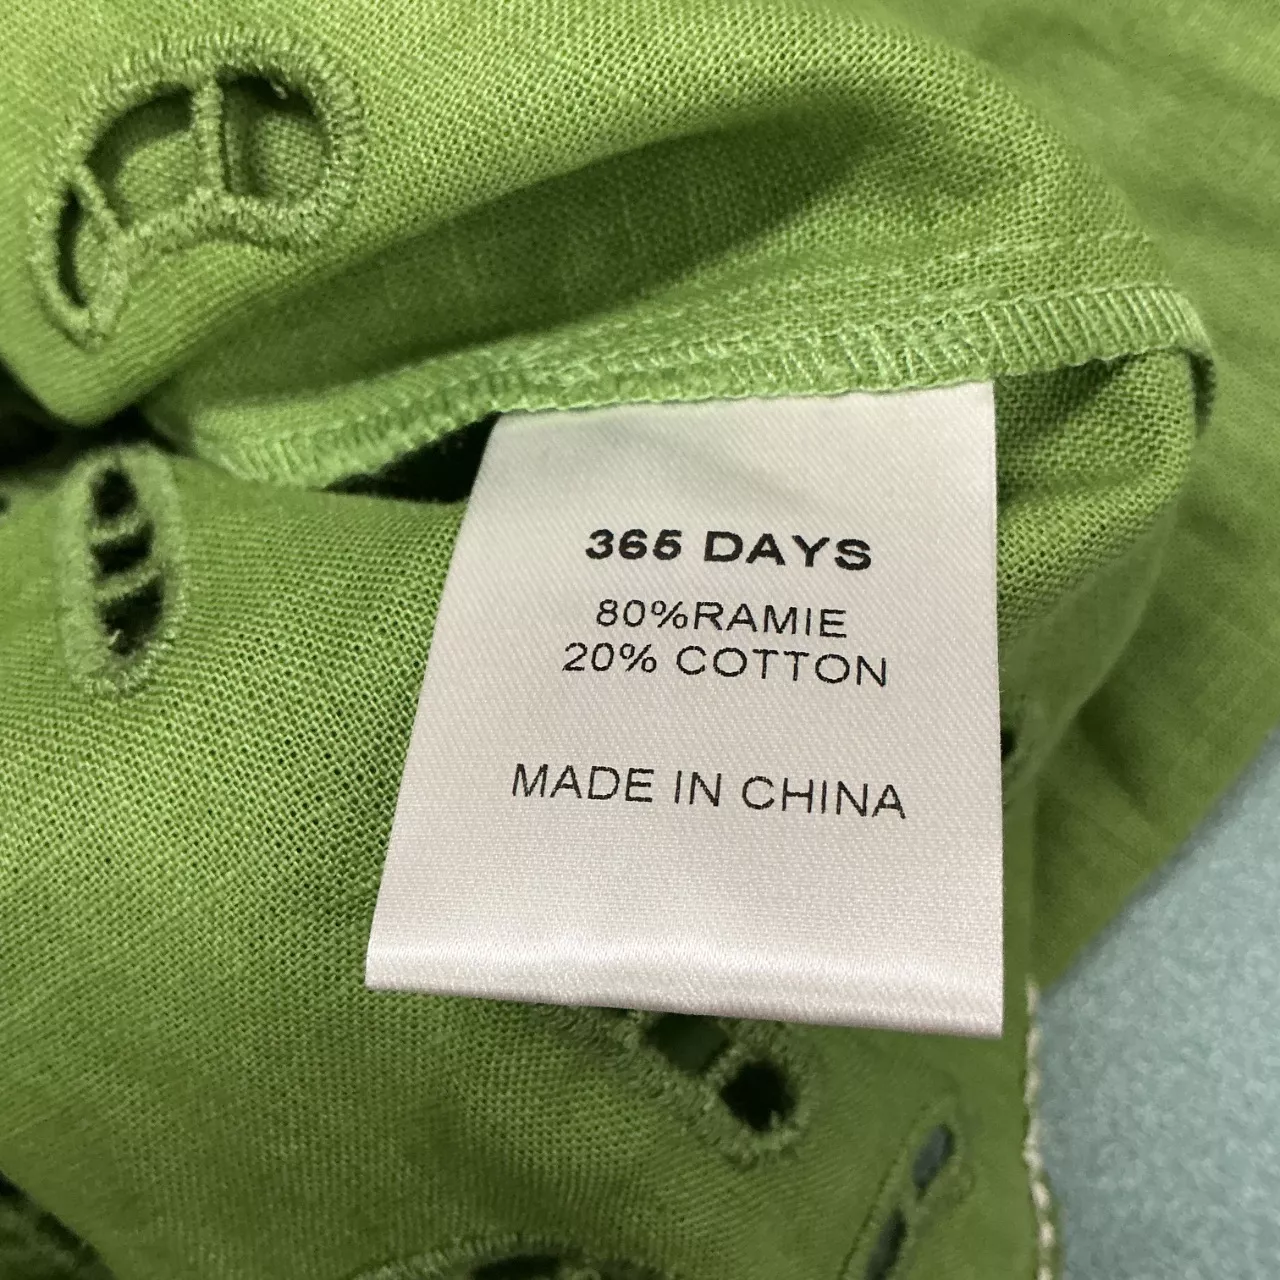 365 DAYS
80%RAMIE
20% COTTON
MADE IN CHINA